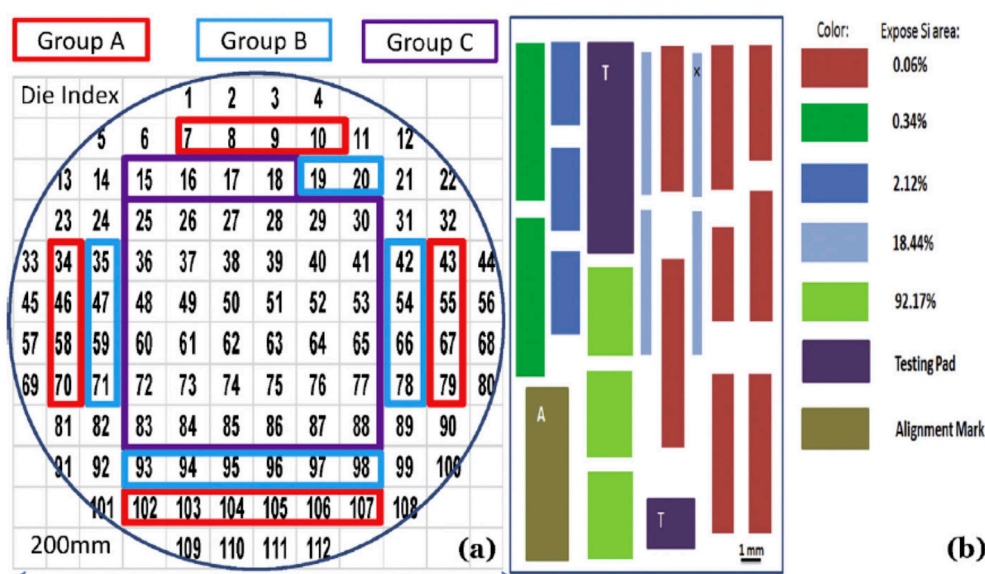 Group A Group B Group C
Die Index 1 2 3 4
5 6 7 8 9 10 11 12
13 14 15 16 17 18 19 20 21 22
23 24 25 26 27 28 29 30 31 32
33 34 35 36 37 38 39 40 41 42 43 44
45 46 47 48 49 50 51 52 53 54 55 56
57 58 59 60 61 62 63 64 65 66 67 68
69 70 71 72 73 74 75 76 77 78 79 80
81 82 83 84 85 86 87 88 89 90
91 92 93 94 95 96 97 98 99 100
101 102 103 104 105 106 107 108
200mm 109 110 111 112 (a)
T
x
A
T
1 mm
Color: Expose Si area:
0.06%
0.34%
2.12%
18.44%
92.17%
Testing Pad
Alignment Mark
(b)